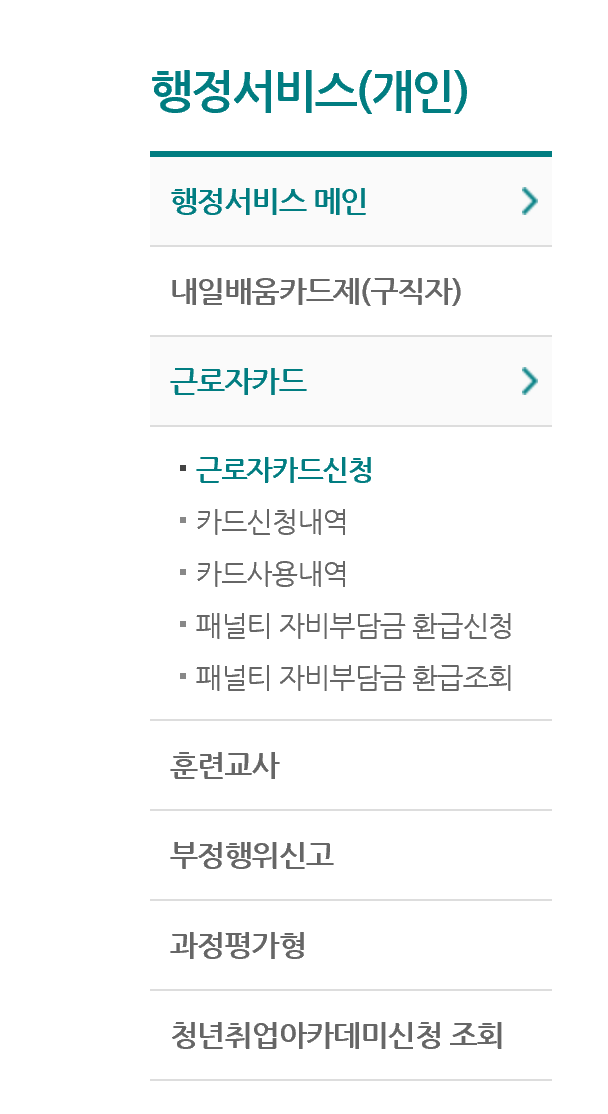 행정서비스(개인)
행정서비스 메인
내일배움카드제(구직자)
근로자카드
근로자카드신청
카드신청내역
카드사용내역
패널티 자비부담금 환급신청
패널티 자비부담금 환급조회
훈련교사
부정행위신고
과정평가형
청년취업아카데미신청 조회